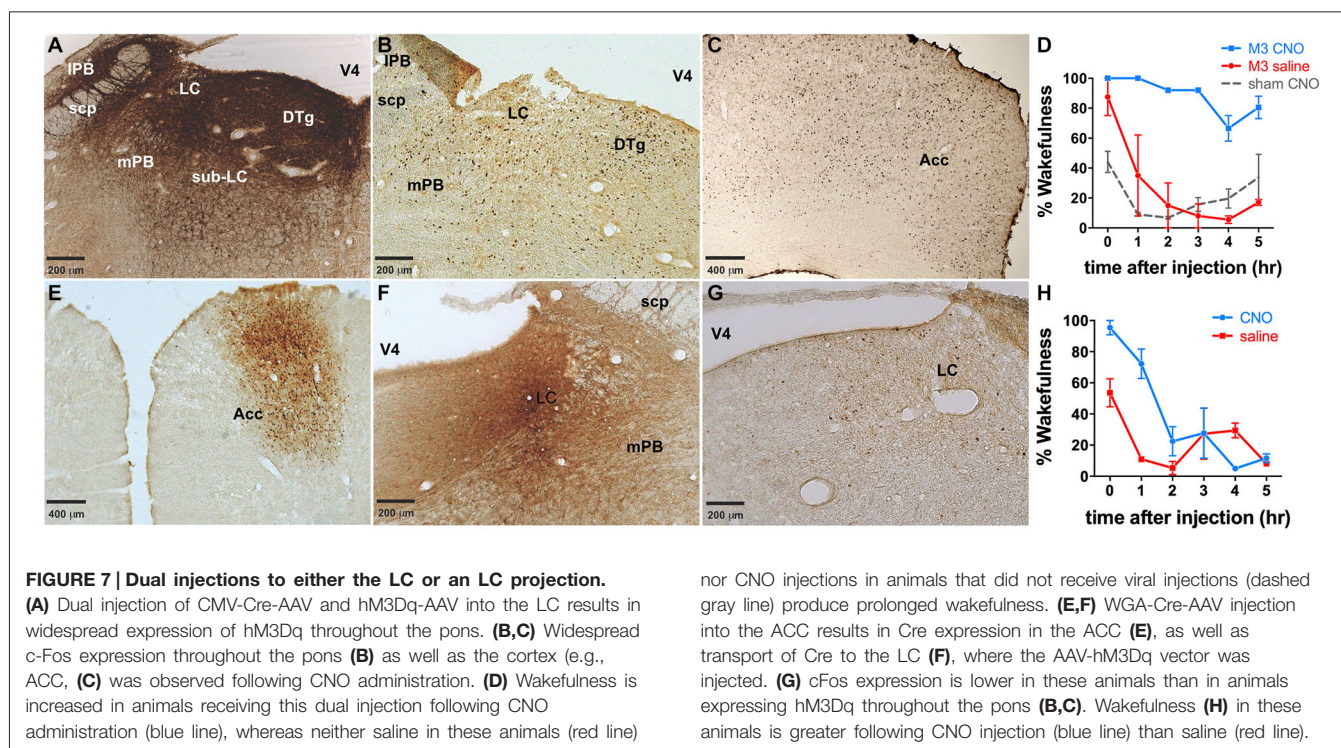 A
lPB
scp
LC
V4
DTg
mPB
sub-LC
200 µm
B
lPB
scp
V4
LC
DTg
mPB
200 µm
C
Acc
400 µm
D
M3 CNO
M3 saline
sham CNO
% Wakefulness
100
80
60
40
20
0
0 1 2 3 4 5
time after injection (hr)
E
Acc
400 µm
F
scp
V4
LC
mPB
200 µm
G
V4
LC
200 µm
H
CNO
saline
% Wakefulness
100
80
60
40
20
0
0 1 2 3 4 5
time after injection (hr)
FIGURE 7 | Dual injections to either the LC or an LC projection.
(A) Dual injection of CMV-Cre-AAV and hM3Dq-AAV into the LC results in
widespread expression of hM3Dq throughout the pons. (B,C) Widespread
c-Fos expression throughout the pons (B) as well as the cortex (e.g.,
ACC, (C) was observed following CNO administration. (D) Wakefulness is
increased in animals receiving this dual injection following CNO
administration (blue line), whereas neither saline in these animals (red line)
nor CNO injections in animals that did not receive viral injections (dashed
gray line) produce prolonged wakefulness. (E,F) WGA-Cre-AAV injection
into the ACC results in Cre expression in the ACC (E), as well as
transport of Cre to the LC (F), where the AAV-hM3Dq vector was
injected. (G) cFos expression is lower in these animals than in animals
expressing hM3Dq throughout the pons (B,C). Wakefulness (H) in these
animals is greater following CNO injection (blue line) than saline (red line).